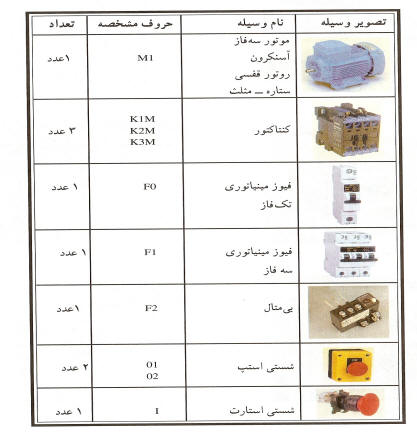 تصویر وسیله نام وسیله حروف مشخصه تعداد
موتور سه‌فاز
آسنکرون
روتور قفسی
ستاره ــ مثلث
M1
۱عدد
کنتاکتور
K1M
K2M
K3M
۳ عدد
فیوز مینیاتوری
تک‌فاز
F0
۱ عدد
فیوز مینیاتوری
سه فاز
F1
۱ عدد
بی‌متال
F2
۱عدد
شستی استپ
01
02
۲ عدد
شستی استارت
I
۱ عدد